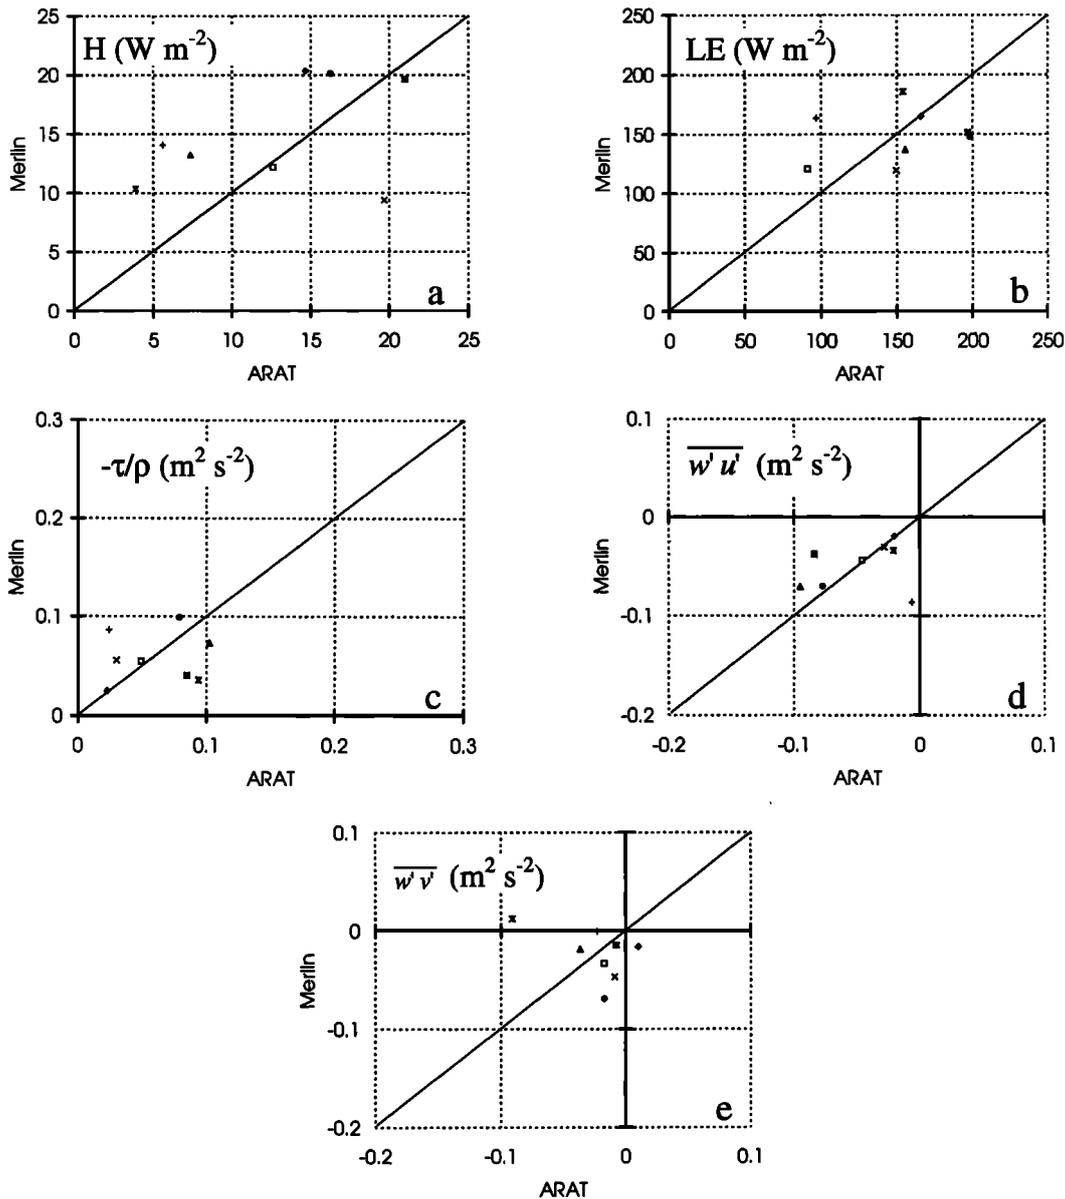 25
H (W m-2)
20
15
Merlin
10
5
a
0
0 5 10 15 20 25
ARAT
250
LE (W m-2)
200
150
Merlin
100
50
b
0
0 50 100 150 200 250
ARAT
0.3
-τ/ρ (m2 s-2)
0.2
Merlin
0.1
c
0
0 0.1 0.2 0.3
ARAT
0.1
w' u' (m2 s-2)
0
Merlin
-0.1
d
-0.2
-0.2 -0.1 0 0.1
ARAT
0.1
w' v' (m2 s-2)
0
Merlin
-0.1
e
-0.2
-0.2 -0.1 0 0.1
ARAT